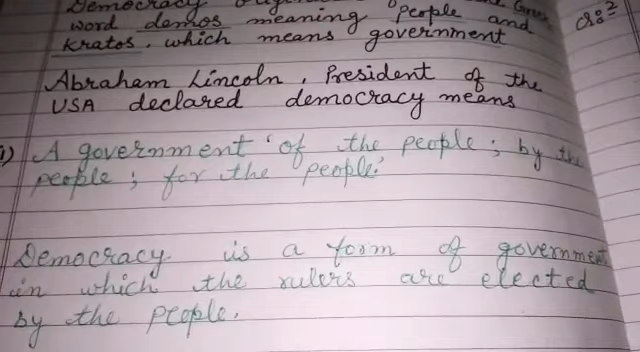 Democracy
word demos meaning people and
kratos, which means government
Abraham Lincoln, President of the
USA declared democracy means
1) A government 'of the people; by the
people; for the people.'
Democracy is a form of government
in which the rulers are elected
by the people.